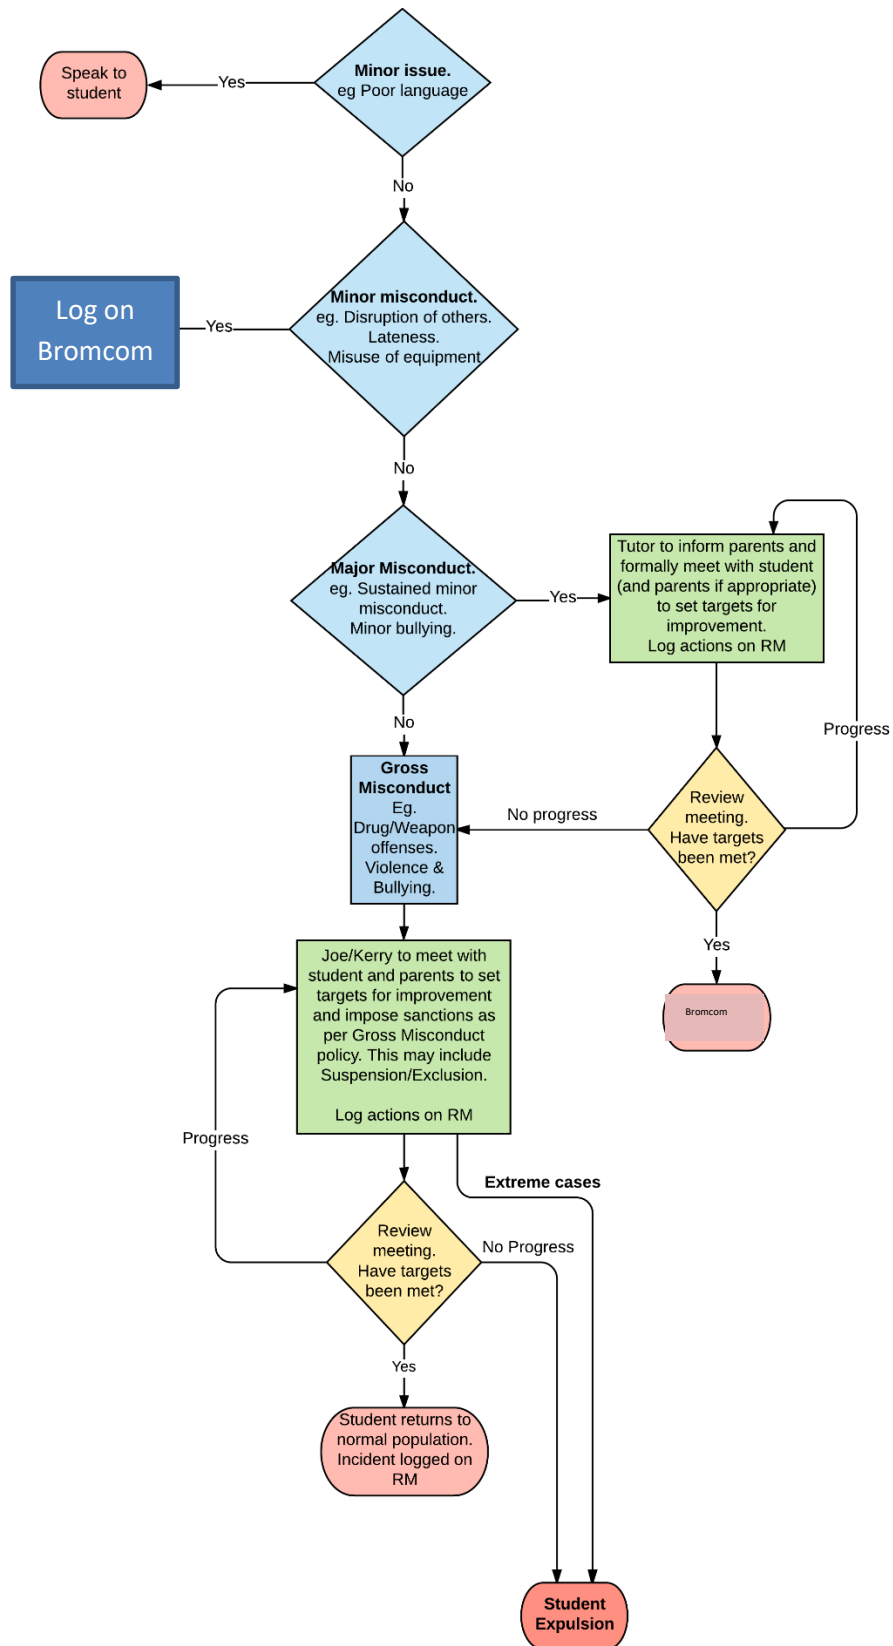 Minor issue.
eg Poor language
Yes
Speak to
student
No
Minor misconduct.
eg. Disruption of others.
Lateness.
Misuse of equipment
Yes
Log on
Bromcom
No
Major Misconduct.
eg. Sustained minor
misconduct.
Minor bullying.
Yes
Tutor to inform parents and
formally meet with student
(and parents if appropriate)
to set targets for
improvement.
Log actions on RM
Progress
No
Gross
Misconduct
Eg.
Drug/Weapon
offenses.
Violence &
Bullying.
No progress
Review
meeting.
Have targets
been met?
Yes
Bromcom
Joe/Kerry to meet with
student and parents to set
targets for improvement
and impose sanctions as
per Gross Misconduct
policy. This may include
Suspension/Exclusion.
Log actions on RM
Progress
Extreme cases
Review
meeting.
Have targets
been met?
No Progress
Yes
Student returns to
normal population.
Incident logged on
RM
Student
Expulsion